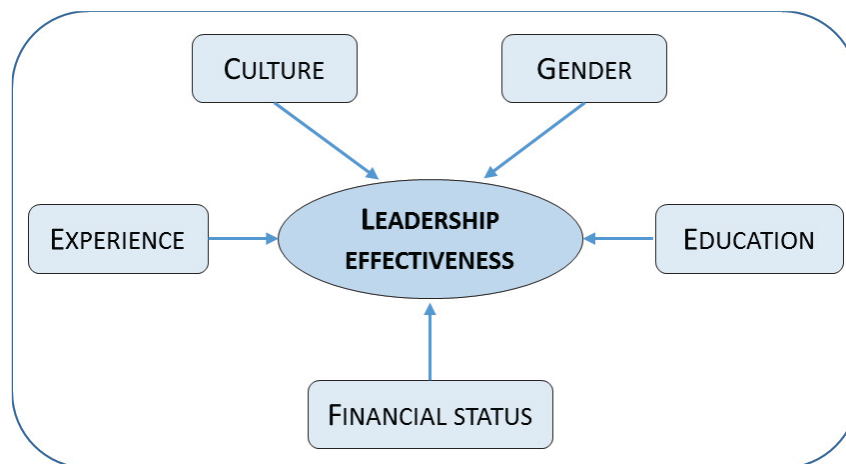 CULTURE
GENDER
EXPERIENCE
LEADERSHIP
EFFECTIVENESS
EDUCATION
FINANCIAL STATUS